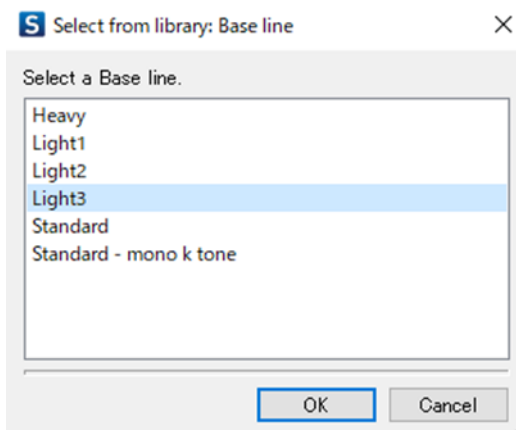 S Select from library: Base line
Select a Base line.
Heavy
Light1
Light2
Light3
Standard
Standard - mono k tone
OK Cancel